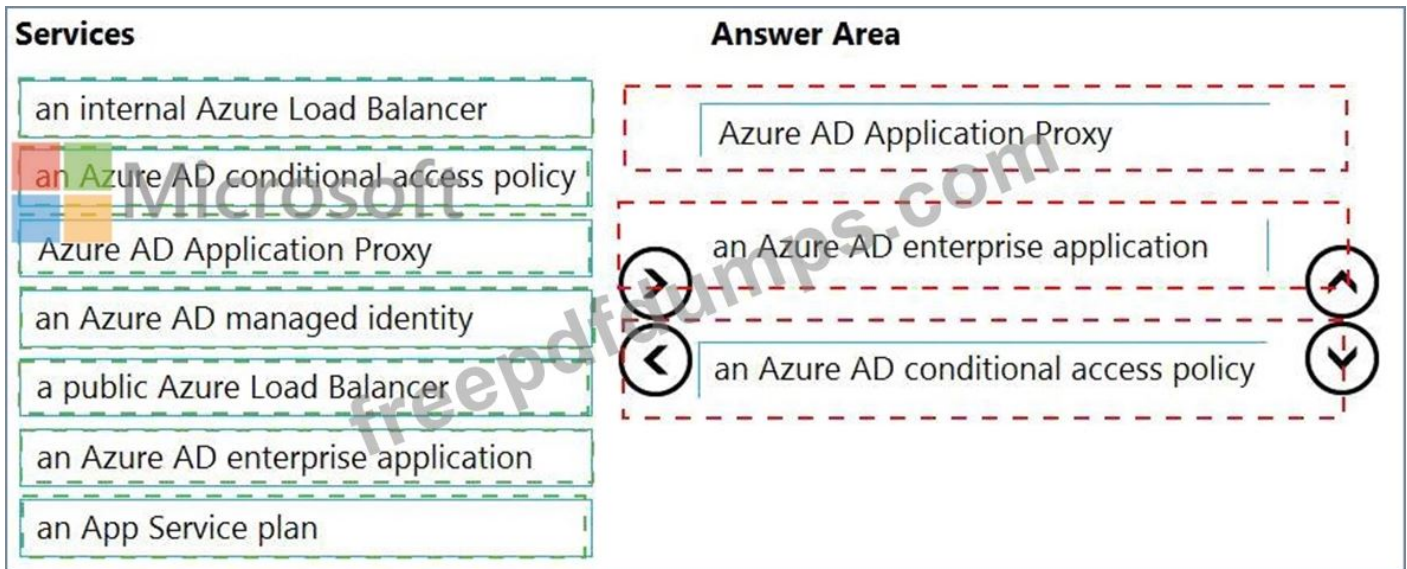 Services
an internal Azure Load Balancer
an Azure AD conditional access policy
Microsoft
Azure AD Application Proxy
an Azure AD managed identity
a public Azure Load Balancer
an Azure AD enterprise application
an App Service plan
Answer Area
Azure AD Application Proxy
an Azure AD enterprise application
an Azure AD conditional access policy
freepdfdumps.com